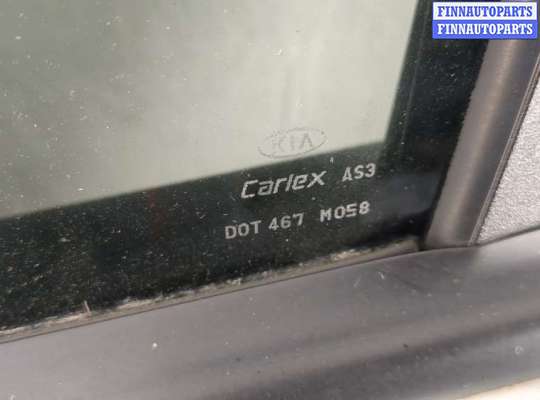 FINNAUTOPARTS
FINNAUTOPARTS
KIA
Carlex AS3
DOT 467 M058